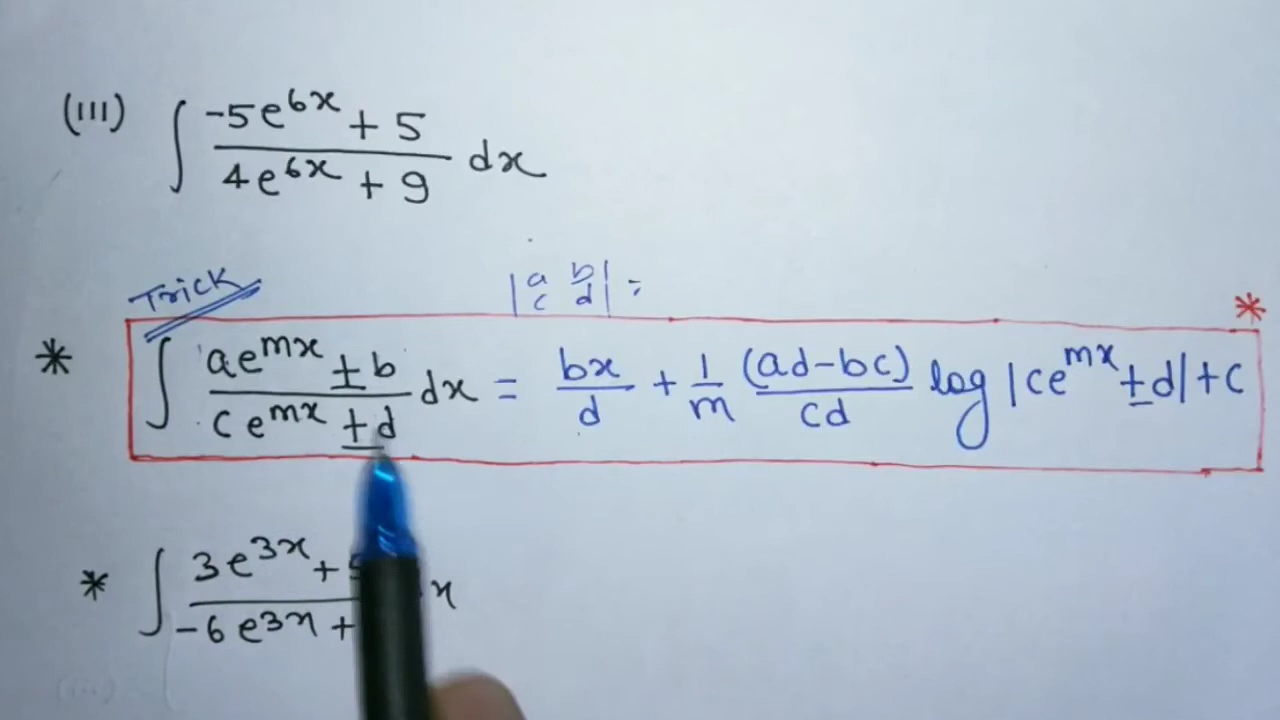 (III) ∫ (-5e^{6x} + 5)/(4e^{6x} + 9) dx
Trick
|a b; c d| =
* ∫ (ae^{mx} ± b)/(ce^{mx} ± d) dx = bx/d + 1/m (ad-bc)/cd log |ce^{mx} ± d| + C *
* ∫ (3e^{3x} + )/(-6e^{3x} + ) x